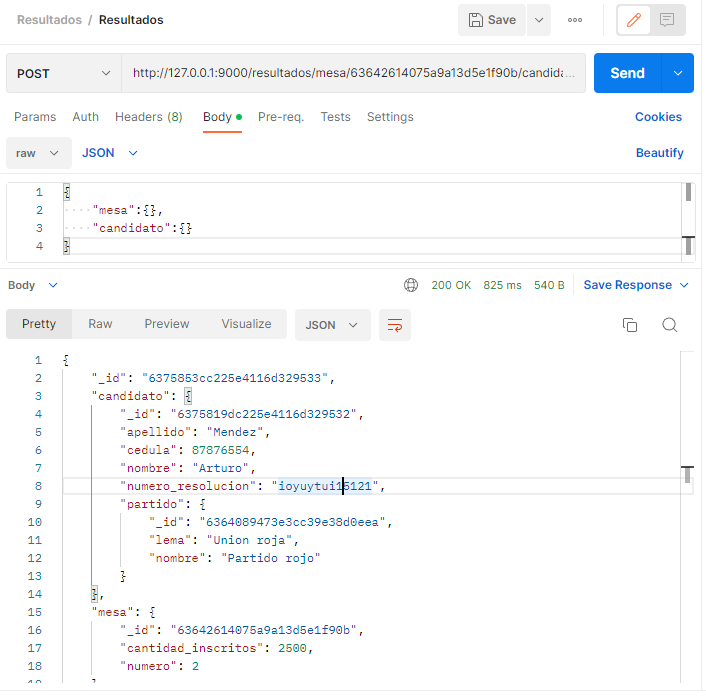 Resultados / Resultados
Save
POST
http://127.0.0.1:9000/resultados/mesa/63642614075a9a13d5e1f90b/candida...
Send
Params Auth Headers (8) Body Pre-req. Tests Settings Cookies
raw JSON Beautify
1 {
2 "mesa":{},
3 "candidato":{}
4 }
Body 200 OK 825 ms 540 B Save Response
Pretty Raw Preview Visualize JSON
1 {
2 "_id": "6375853cc225e4116d329533",
3 "candidato": {
4 "_id": "6375819dc225e4116d329532",
5 "apellido": "Mendez",
6 "cedula": 87876554,
7 "nombre": "Arturo",
8 "numero_resolucion": "ioyuytui15121",
9 "partido": {
10 "_id": "6364089473e3cc39e38d0eea",
11 "lema": "Union roja",
12 "nombre": "Partido rojo"
13 }
14 },
15 "mesa": {
16 "_id": "63642614075a9a13d5e1f90b",
17 "cantidad_inscritos": 2500,
18 "numero": 2